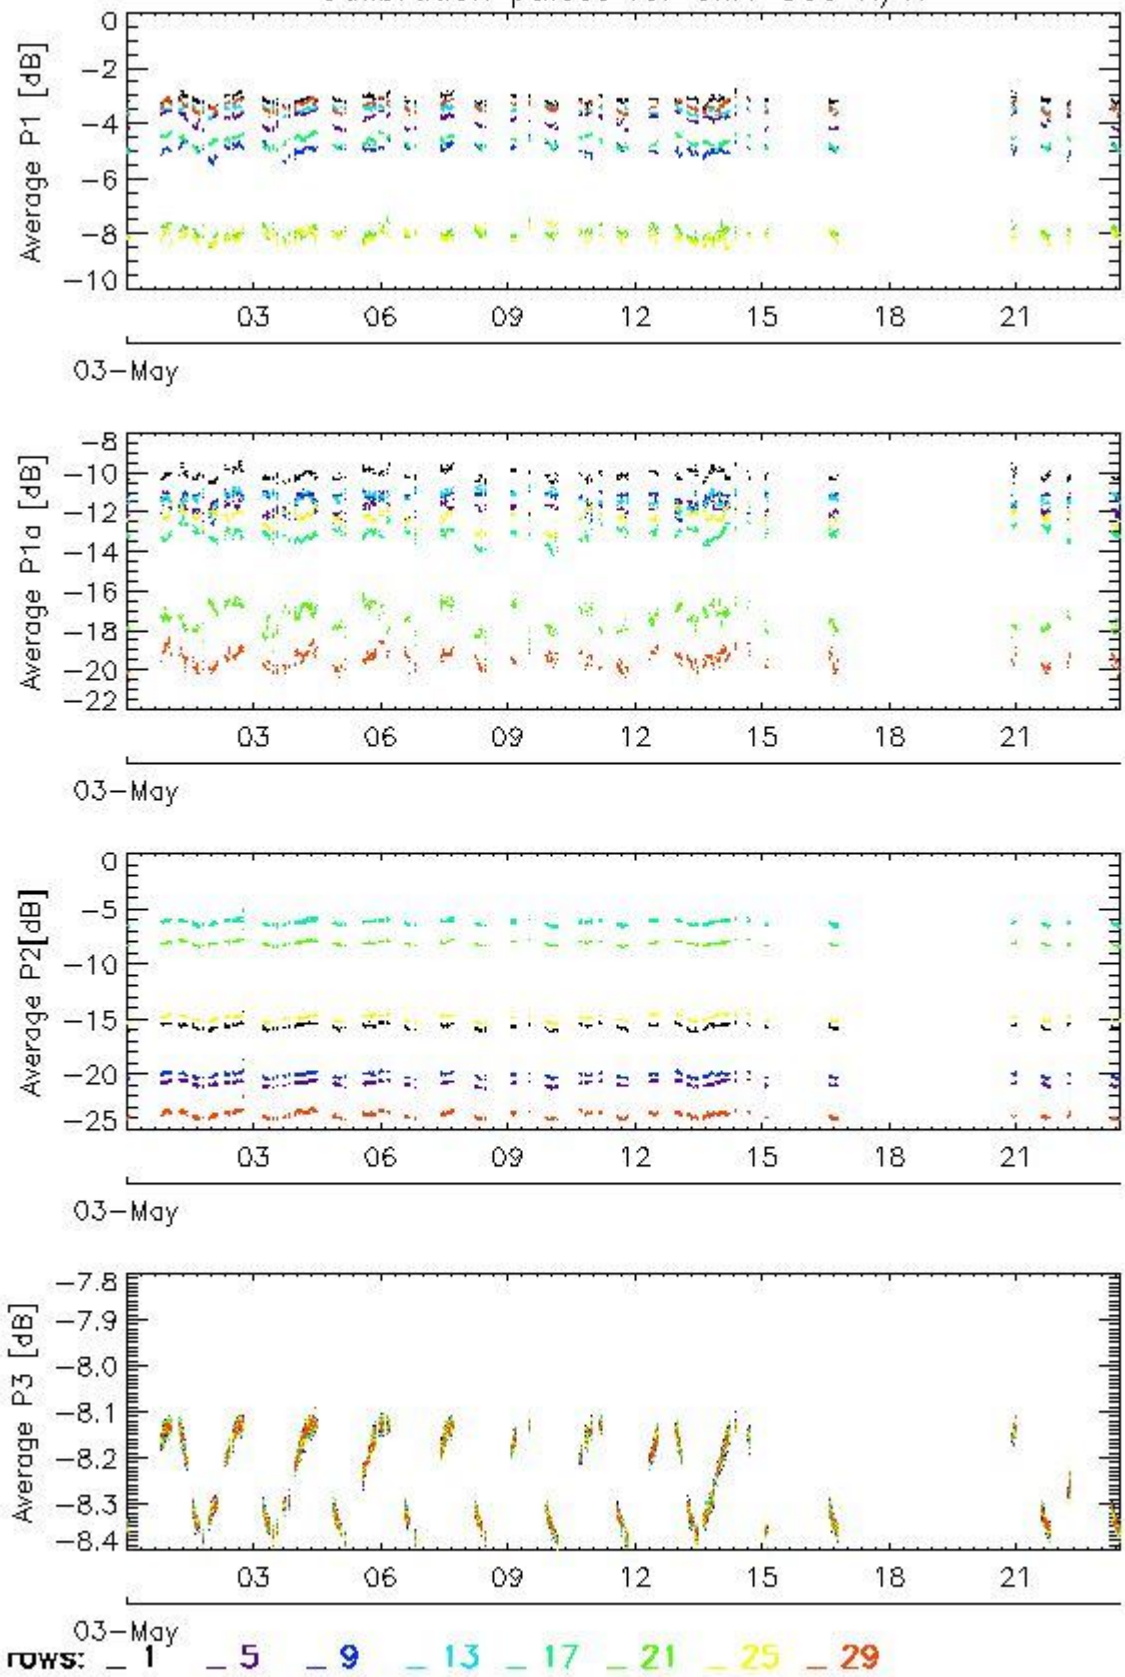 0
−2
−4
−6
−8
−10
Average P1 [dB]
03 06 09 12 15 18 21
03−May
−8
−10
−12
−14
−16
−18
−20
−22
Average P1a [dB]
03 06 09 12 15 18 21
03−May
0
−5
−10
−15
−20
−25
Average P2[dB]
03 06 09 12 15 18 21
03−May
−7.8
−7.9
−8.0
−8.1
−8.2
−8.3
−8.4
Average P3 [dB]
03 06 09 12 15 18 21
03−May
rows: _ 1 _ 5 _ 9 _ 13 _ 17 _ 21 _ 25 _ 29